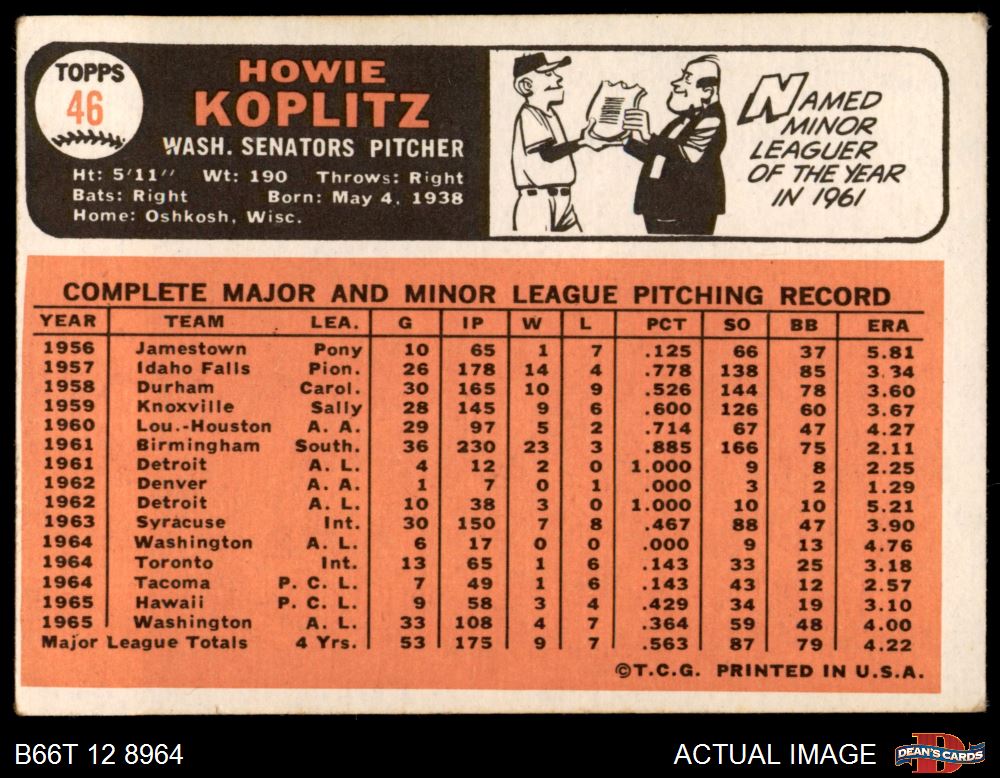 TOPPS
46
HOWIE
KOPLITZ
WASH. SENATORS PITCHER
Ht: 5'11" Wt: 190 Throws: Right
Bats: Right Born: May 4, 1938
Home: Oshkosh, Wisc.
NAMED
MINOR
LEAGUER
OF THE YEAR
IN 1961
COMPLETE MAJOR AND MINOR LEAGUE PITCHING RECORD
YEAR TEAM LEA. G IP W L PCT SO BB ERA
1956 Jamestown Pony 10 65 1 7 .125 66 37 5.81
1957 Idaho Falls Pion. 26 178 14 4 .778 138 85 3.34
1958 Durham Carol. 30 165 10 9 .526 144 78 3.60
1959 Knoxville Sally 28 145 9 6 .600 126 60 3.67
1960 Lou.-Houston A. A. 29 97 5 2 .714 67 47 4.27
1961 Birmingham South. 36 230 23 3 .885 166 75 2.11
1961 Detroit A. L. 4 12 2 0 1.000 9 8 2.25
1962 Denver A. A. 1 7 0 1 .000 3 2 1.29
1962 Detroit A. L. 10 38 3 0 1.000 10 10 5.21
1963 Syracuse Int. 30 150 7 8 .467 88 47 3.90
1964 Washington A. L. 6 17 0 0 .000 9 13 4.76
1964 Toronto Int. 13 65 1 6 .143 33 25 3.18
1964 Tacoma P. C. L. 7 49 1 6 .143 43 12 2.57
1965 Hawaii P. C. L. 9 58 3 4 .429 34 19 3.10
1965 Washington A. L. 33 108 4 7 .364 59 48 4.00
Major League Totals 4 Yrs. 53 175 9 7 .563 87 79 4.22
©T.C.G. PRINTED IN U.S.A.
B66T 12 8964
ACTUAL IMAGE
B
DEAN'S CARDS